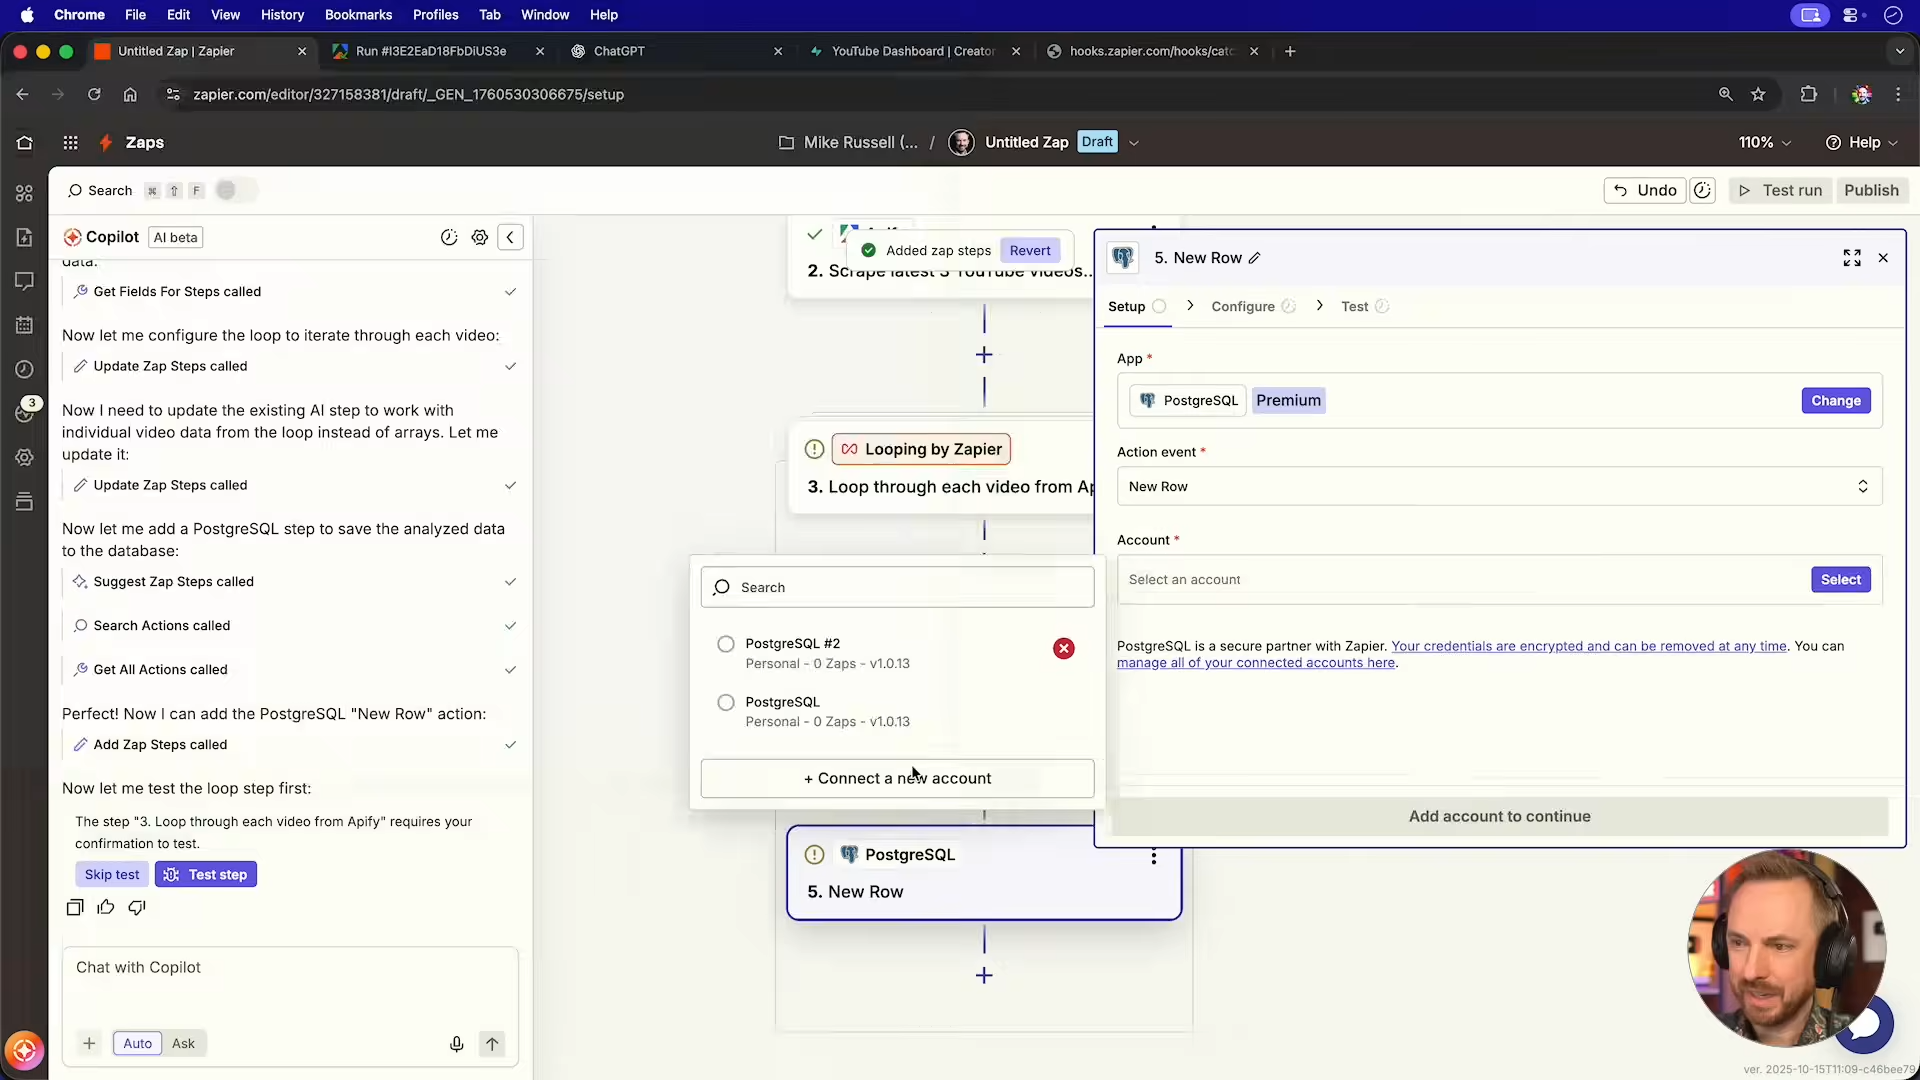 Chrome File Edit View History Bookmarks Profiles Tab Window Help
Untitled Zap | Zapier
Run #I3E2EaD18FbDiUS3e
ChatGPT
YouTube Dashboard | Creator
hooks.zapier.com/hooks/catc
zapier.com/editor/327158381/draft/_GEN_1760530306675/setup
Zaps
Mike Russell (... / Untitled Zap Draft
110%
Help
Search ⌘ ⇧ F
Undo
Test run
Publish
Copilot AI beta
data:
Get Fields For Steps called
Now let me configure the loop to iterate through each video:
Update Zap Steps called
Now I need to update the existing AI step to work with
individual video data from the loop instead of arrays. Let me
update it:
Update Zap Steps called
Now let me add a PostgreSQL step to save the analyzed data
to the database:
Suggest Zap Steps called
Search Actions called
Get All Actions called
Perfect! Now I can add the PostgreSQL "New Row" action:
Add Zap Steps called
Now let me test the loop step first:
The step "3. Loop through each video from Apify" requires your
confirmation to test.
Skip test
Test step
Chat with Copilot
Auto Ask
3
Added zap steps Revert
2. Scrape latest 3 YouTube videos...
Looping by Zapier
3. Loop through each video from Ap
Search
PostgreSQL #2
Personal - 0 Zaps - v1.0.13
PostgreSQL
Personal - 0 Zaps - v1.0.13
+ Connect a new account
PostgreSQL
5. New Row
5. New Row
Setup
Configure
Test
App *
PostgreSQL Premium
Change
Action event *
New Row
Account *
Select an account
Select
PostgreSQL is a secure partner with Zapier. Your credentials are encrypted and can be removed at any time. You can
manage all of your connected accounts here.
Add account to continue
ver. 2025-10-15T11:09-c46bee79